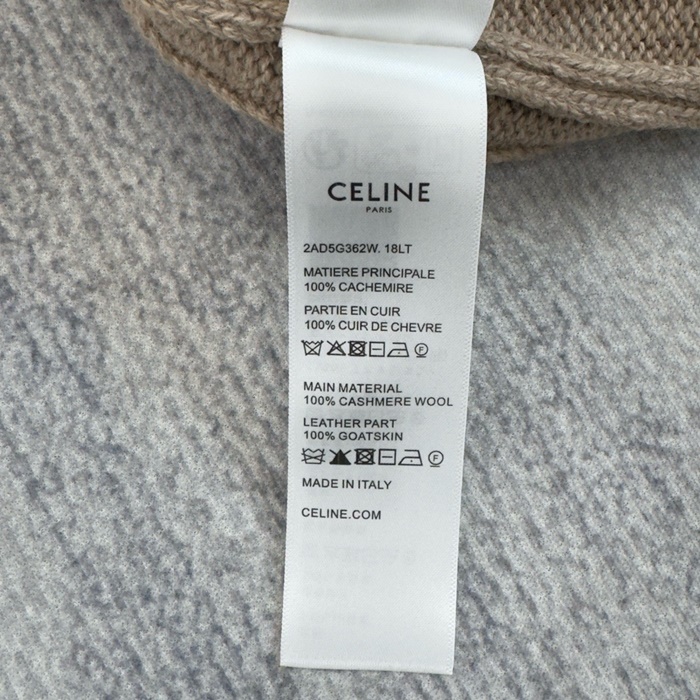 CELINE
PARIS
2AD5G362W. 18LT
MATIERE PRINCIPALE
100% CACHEMIRE
PARTIE EN CUIR
100% CUIR DE CHEVRE
F
MAIN MATERIAL
100% CASHMERE WOOL
LEATHER PART
100% GOATSKIN
F
MADE IN ITALY
CELINE.COM